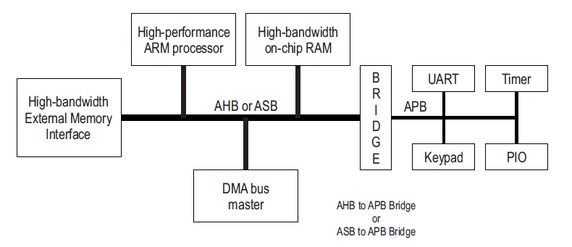 High-performance
ARM processor
High-bandwidth
on-chip RAM
High-bandwidth
External Memory
Interface
AHB or ASB
B
R
I
D
G
E
UART
Timer
APB
Keypad
PIO
DMA bus
master
AHB to APB Bridge
or
ASB to APB Bridge